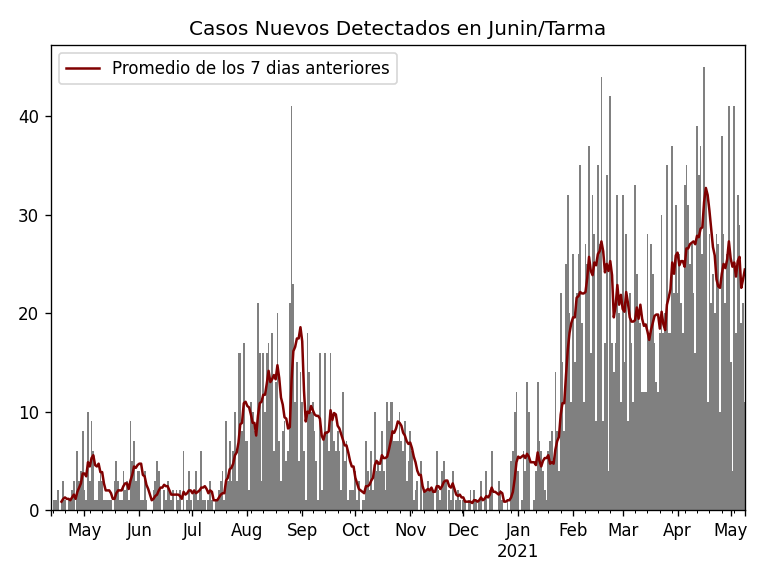 Casos Nuevos Detectados en Junin/Tarma
Promedio de los 7 dias anteriores
40
30
20
10
0
May Jun Jul Aug Sep Oct Nov Dec Jan Feb Mar Apr May
2021